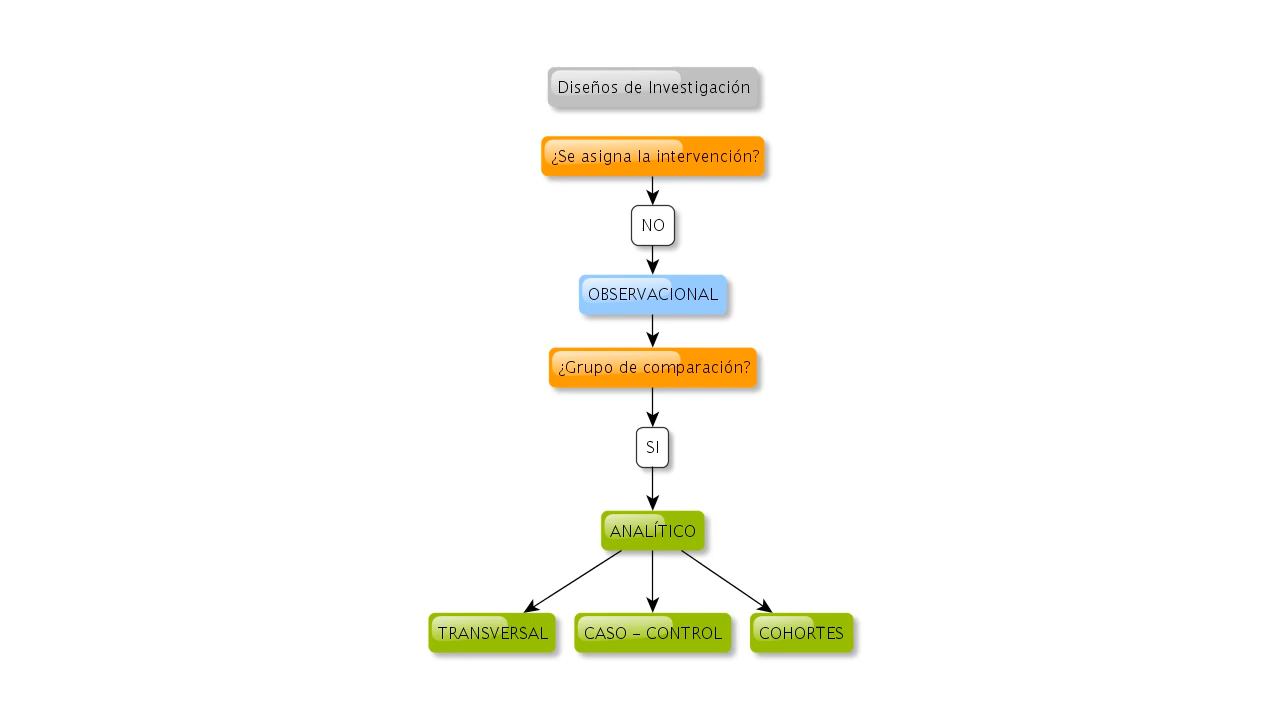 Diseños de Investigación
¿Se asigna la intervención?
NO
OBSERVACIONAL
¿Grupo de comparación?
SI
ANALÍTICO
TRANSVERSAL
CASO – CONTROL
COHORTES